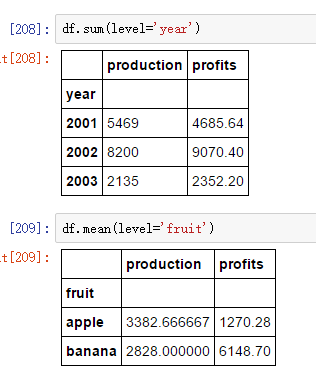 [208]: df.sum(level='year')
t[208]:
production profits
year
2001 5469 4685.64
2002 8200 9070.40
2003 2135 2352.20
[209]: df.mean(level='fruit')
t[209]:
production profits
fruit
apple 3382.666667 1270.28
banana 2828.000000 6148.70